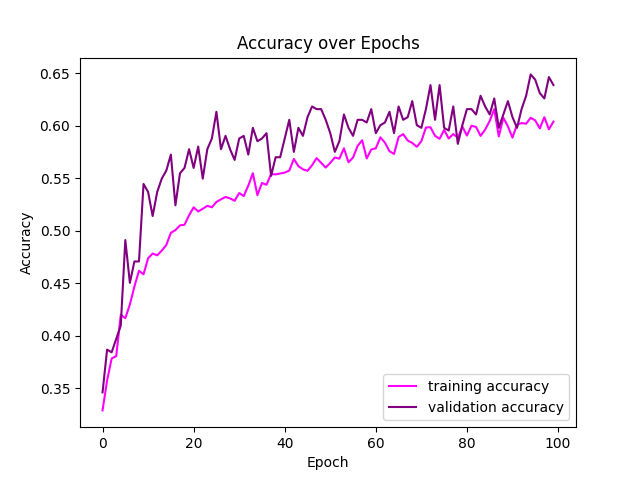 Accuracy over Epochs
0.65
0.60
0.55
0.50
0.45
0.40
0.35
Accuracy
training accuracy
validation accuracy
0 20 40 60 80 100
Epoch